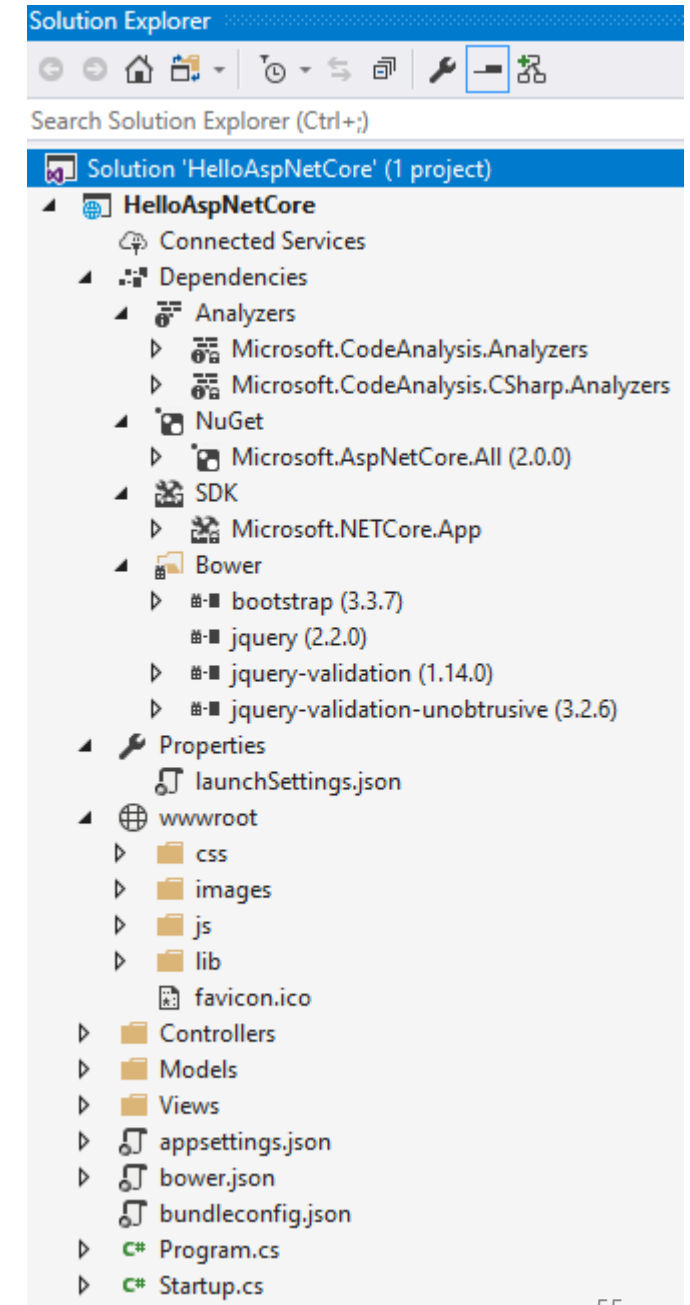 Solution Explorer
Search Solution Explorer (Ctrl+;)
Solution 'HelloAspNetCore' (1 project)
HelloAspNetCore
Connected Services
Dependencies
Analyzers
Microsoft.CodeAnalysis.Analyzers
Microsoft.CodeAnalysis.CSharp.Analyzers
NuGet
Microsoft.AspNetCore.All (2.0.0)
SDK
Microsoft.NETCore.App
Bower
bootstrap (3.3.7)
jquery (2.2.0)
jquery-validation (1.14.0)
jquery-validation-unobtrusive (3.2.6)
Properties
launchSettings.json
wwwroot
css
images
js
lib
favicon.ico
Controllers
Models
Views
appsettings.json
bower.json
bundleconfig.json
C# Program.cs
C# Startup.cs